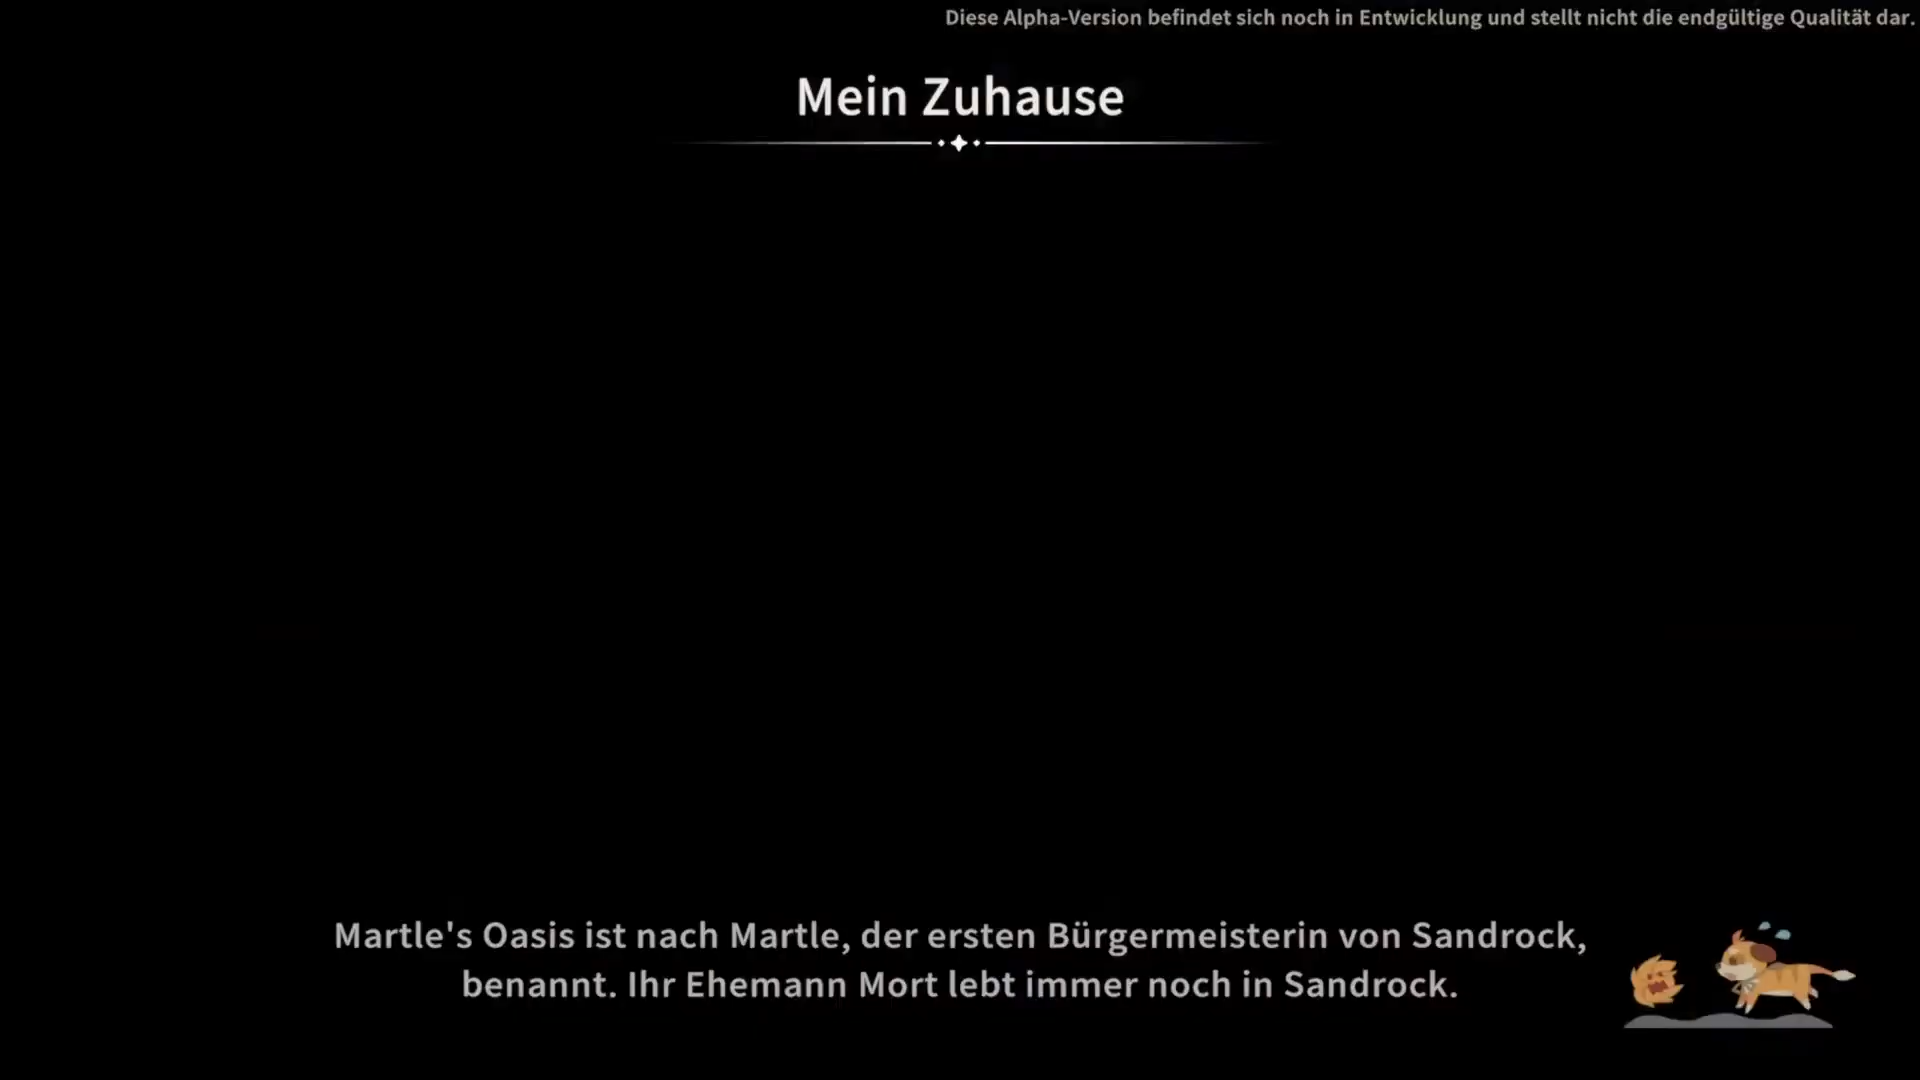 Diese Alpha-Version befindet sich noch in Entwicklung und stellt nicht die endgültige Qualität dar.
Mein Zuhause
Martle's Oasis ist nach Martle, der ersten Bürgermeisterin von Sandrock,
benannt. Ihr Ehemann Mort lebt immer noch in Sandrock.